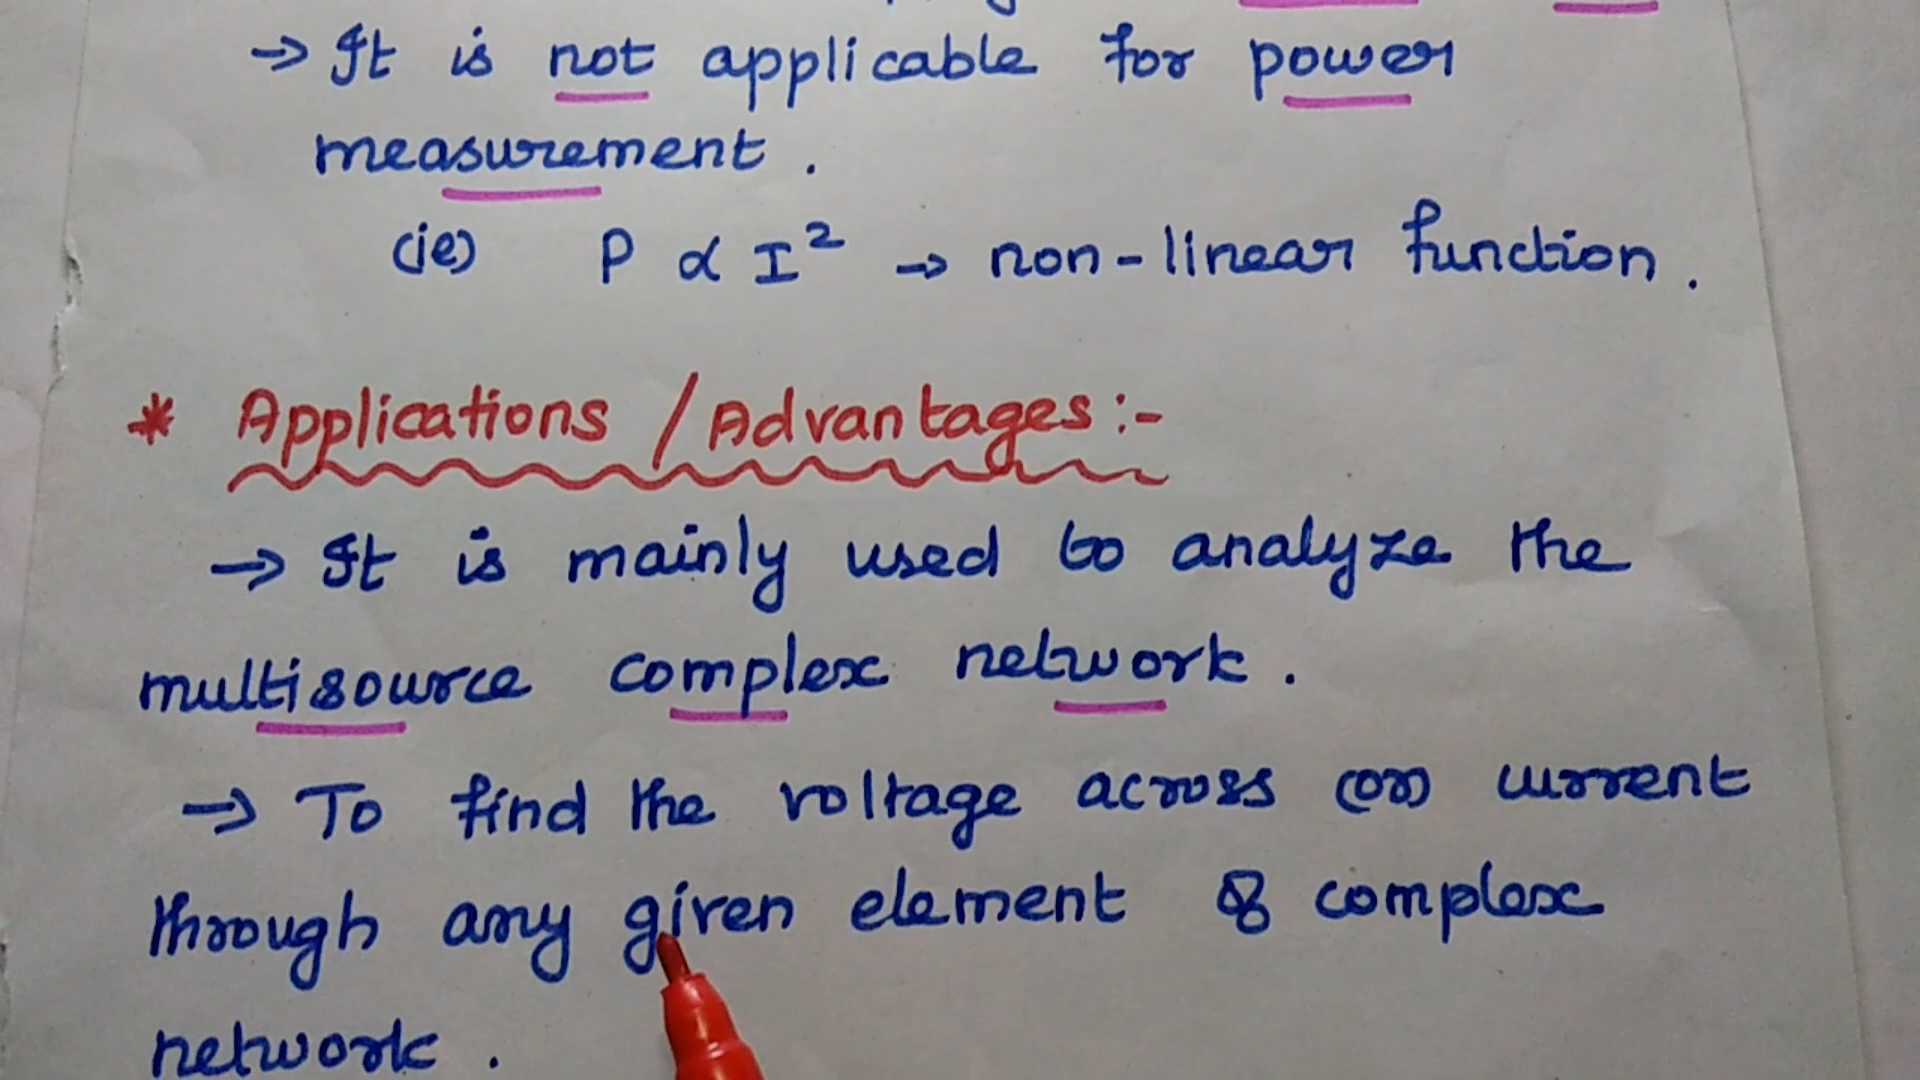 → It is not applicable for power
measurement .
(ie) P ∝ I² → non-linear function .
* Applications / Advantages :-
→ It is mainly used to analyze the
multisource complex network .
→ To find the voltage across (or) current
through any given element of complex
network .